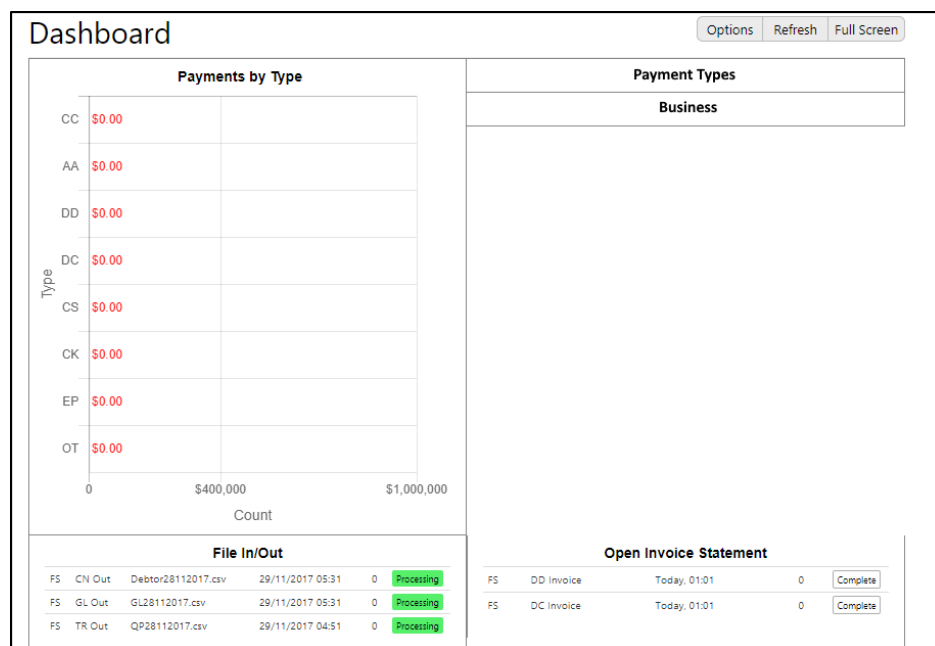 Dashboard
Options Refresh Full Screen
Payments by Type
CC $0.00
AA $0.00
DD $0.00
DC $0.00
CS $0.00
CK $0.00
EP $0.00
OT $0.00
Type
0 $400,000 $1,000,000
Count
Payment Types
Business
File In/Out
FS CN Out Debtor28112017.csv 29/11/2017 05:31 0 Processing
FS GL Out GL28112017.csv 29/11/2017 05:31 0 Processing
FS TR Out QP28112017.csv 29/11/2017 04:51 0 Processing
Open Invoice Statement
FS DD Invoice Today, 01:01 0 Complete
FS DC Invoice Today, 01:01 0 Complete